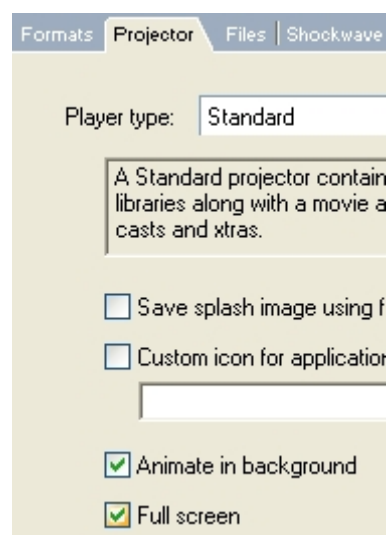 Formats Projector Files Shockwave
Player type: Standard
A Standard projector contain
libraries along with a movie a
casts and xtras.
Save splash image using f
Custom icon for application
Animate in background
Full screen